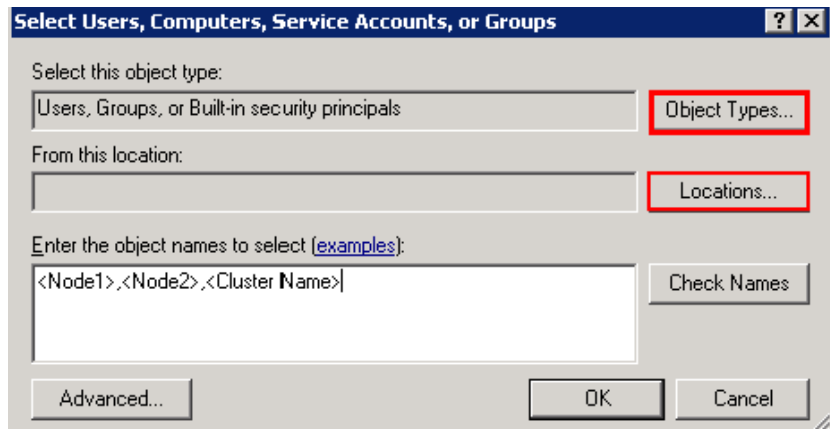 Select Users, Computers, Service Accounts, or Groups
Select this object type:
Users, Groups, or Built-in security principals
Object Types...
From this location:
Locations...
Enter the object names to select (examples):
<Node1>,<Node2>,<Cluster Name>
Check Names
Advanced...
OK
Cancel